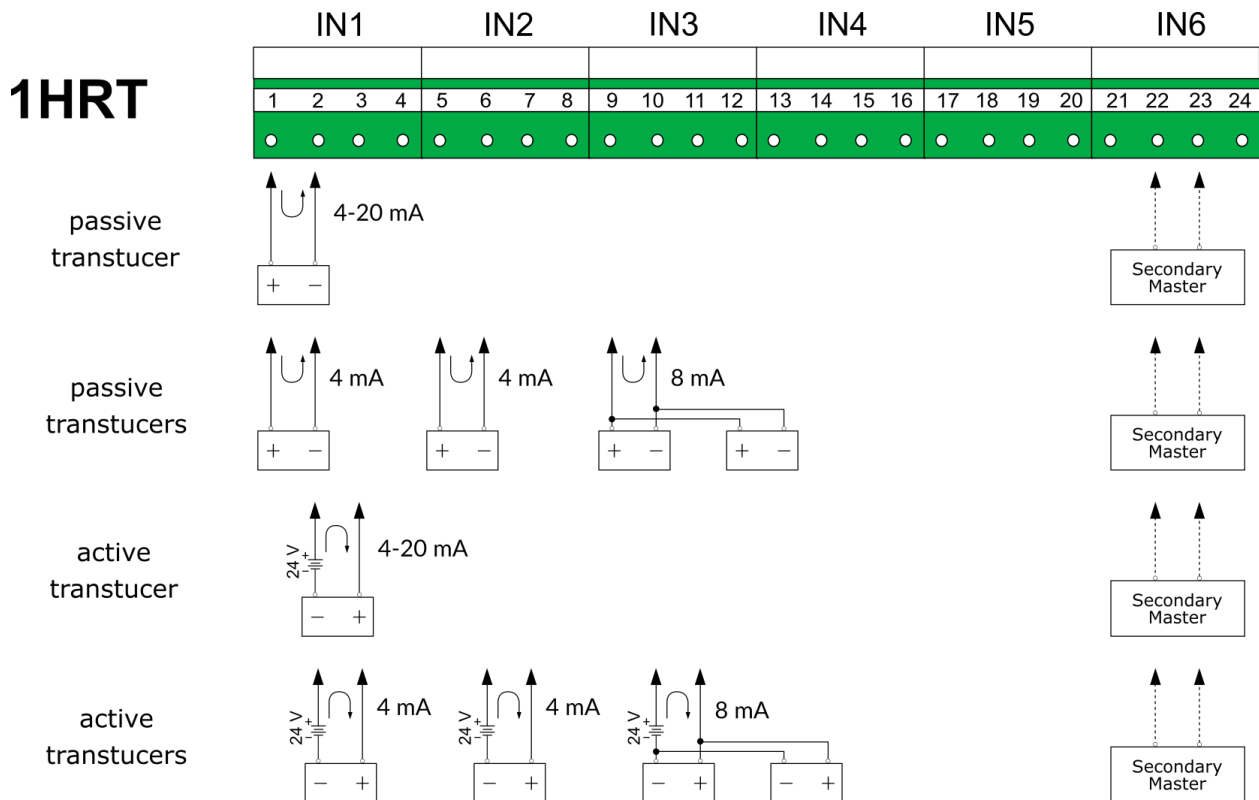 IN1 IN2 IN3 IN4 IN5 IN6
1HRT
1 2 3 4 5 6 7 8 9 10 11 12 13 14 15 16 17 18 19 20 21 22 23 24
passive
transtucer
4-20 mA
+ −
Secondary
Master
passive
transtucers
4 mA
4 mA
8 mA
+ − + − + − + −
Secondary
Master
active
transtucer
24 V
+
−
4-20 mA
− +
Secondary
Master
active
transtucers
24 V
+
−
4 mA
24 V
+
−
4 mA
24 V
+
−
8 mA
− + − + − + − +
Secondary
Master